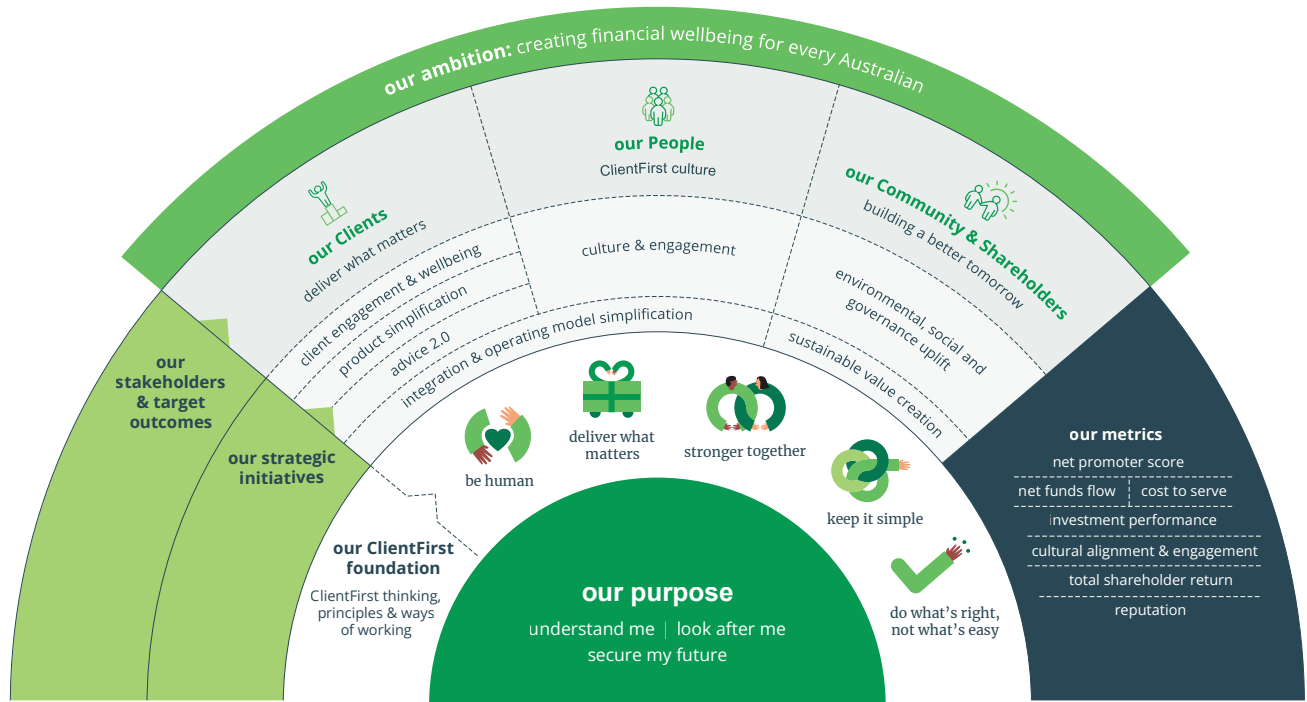 our ambition: creating financial wellbeing for every Australian
our Clients
deliver what matters
client engagement & wellbeing
product simplification
advice 2.0
integration & operating model simplification
our People
ClientFirst culture
culture & engagement
our Community & Shareholders
building a better tomorrow
environmental, social and
governance uplift
sustainable value creation
our
stakeholders
& target
outcomes
our strategic
initiatives
our ClientFirst
foundation
ClientFirst thinking,
principles & ways
of working
be human
deliver what
matters
stronger together
keep it simple
do what’s right,
not what’s easy
our purpose
understand me | look after me
secure my future
our metrics
net promoter score
net funds flow | cost to serve
investment performance
cultural alignment & engagement
total shareholder return
reputation